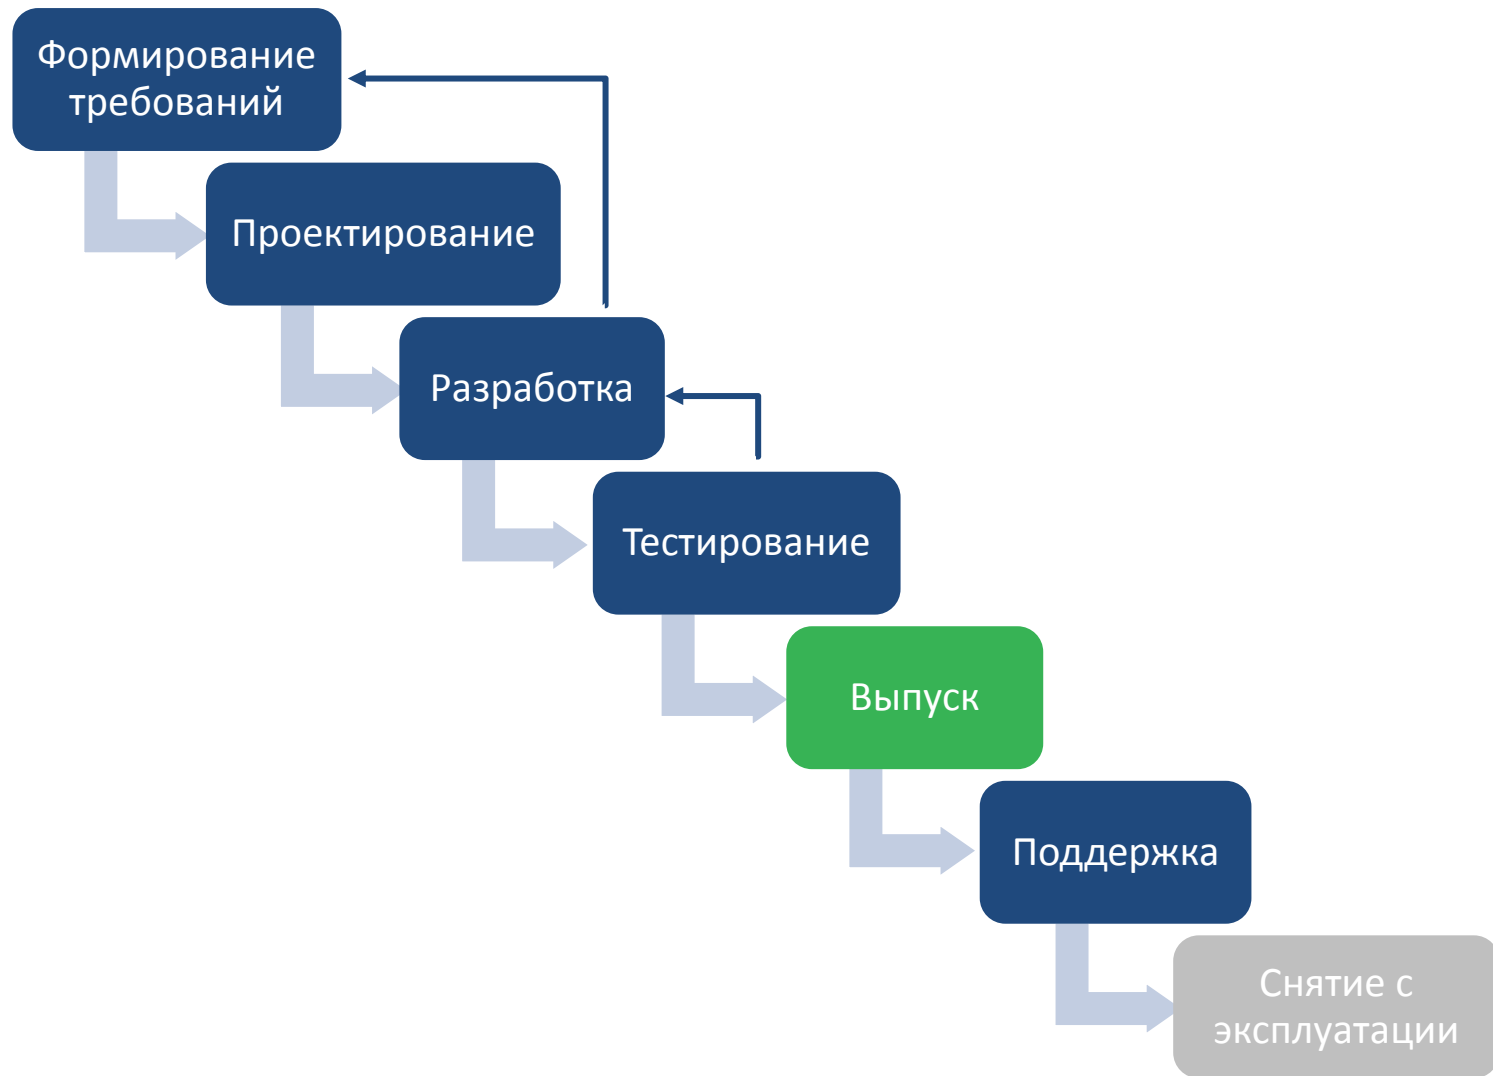 Формирование
требований
Проектирование
Разработка
Тестирование
Выпуск
Поддержка
Снятие с
эксплуатации